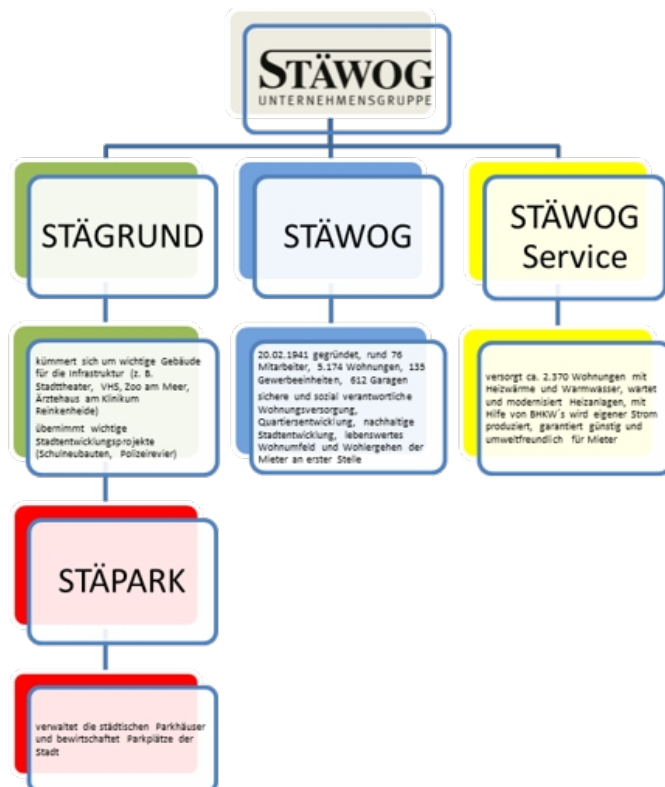 STÄWOG
UNTERNEHMENSGRUPPE
STÄGRUND
kümmert sich um wichtige Gebäude
für die Infrastruktur (z. B.
Stadttheater, VHS, Zoo am Meer,
Ärztehaus am Klinikum
Reinkenheide)
übernimmt wichtige
Stadtentwicklungsprojekte
(Schulneubauten, Polizeirevier)
STÄPARK
verwaltet die städtischen Parkhäuser
und bewirtschaftet Parkplätze der
Stadt
STÄWOG
20.02.1941 gegründet, rund 76
Mitarbeiter, 5.174 Wohnungen, 135
Gewerbeeinheiten, 612 Garagen
sichere und sozial verantwortliche
Wohnungsversorgung,
Quartiersentwicklung, nachhaltige
Stadtentwicklung, lebenswertes
Wohnumfeld und Wohlergehen der
Mieter an erster Stelle
STÄWOG
Service
versorgt ca. 2.370 Wohnungen mit
Heizwärme und Warmwasser, wartet
und modernisiert Heizanlagen, mit
Hilfe von BHKW´s wird eigener Strom
produziert, garantiert günstig und
umweltfreundlich für Mieter